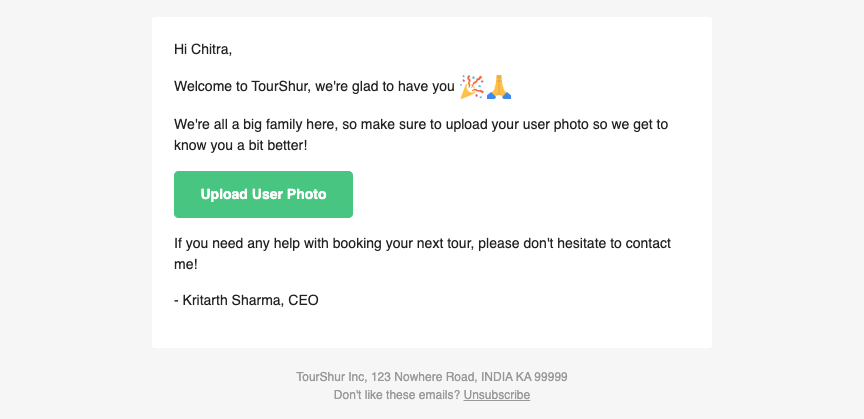 Hi Chitra,
Welcome to TourShur, we're glad to have you 🎉🙏
We're all a big family here, so make sure to upload your user photo so we get to
know you a bit better!
Upload User Photo
If you need any help with booking your next tour, please don't hesitate to contact
me!
- Kritarth Sharma, CEO
TourShur Inc, 123 Nowhere Road, INDIA KA 99999
Don't like these emails? Unsubscribe